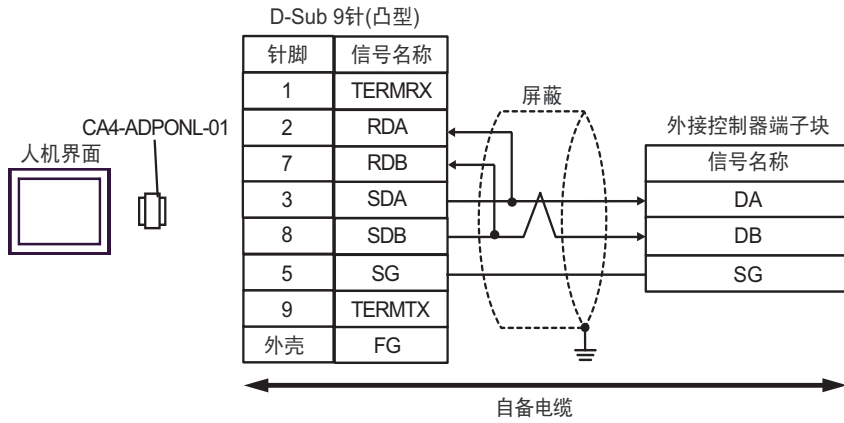 D-Sub 9针(凸型)
针脚 信号名称
1 TERMRX
2 RDA
7 RDB
3 SDA
8 SDB
5 SG
9 TERMTX
外壳 FG
CA4-ADPONL-01
人机界面
屏蔽
外接控制器端子块
信号名称
DA
DB
SG
自备电缆